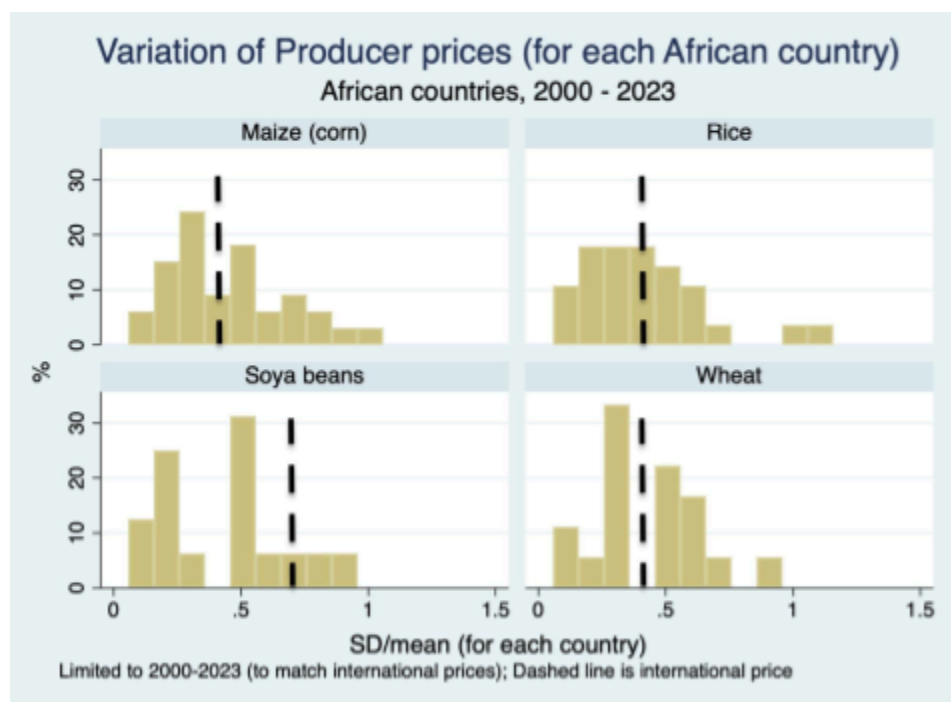 Variation of Producer prices (for each African country)
African countries, 2000 - 2023
Maize (corn)
Rice
30
20
10
0
%
Soya beans
Wheat
30
20
10
0
0
.5
1
1.5
0
.5
1
1.5
SD/mean (for each country)
Limited to 2000-2023 (to match international prices); Dashed line is international price